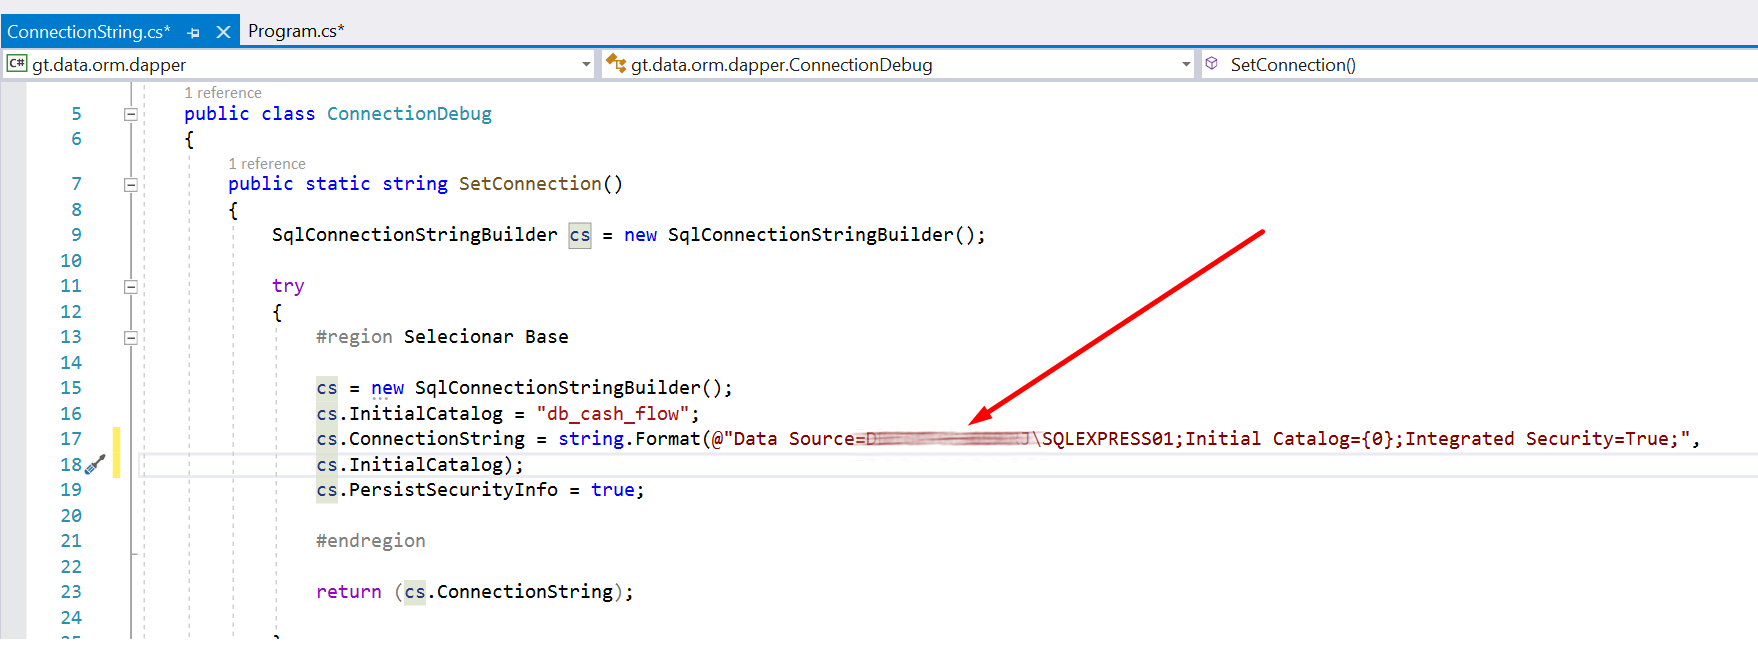 ConnectionString.cs* Program.cs*
C# gt.data.orm.dapper gt.data.orm.dapper.ConnectionDebug SetConnection()
1 reference
5 public class ConnectionDebug
6 {
1 reference
7 public static string SetConnection()
8 {
9 SqlConnectionStringBuilder cs = new SqlConnectionStringBuilder();
10
11 try
12 {
13 #region Selecionar Base
14
15 cs = new SqlConnectionStringBuilder();
16 cs.InitialCatalog = "db_cash_flow";
17 cs.ConnectionString = string.Format(@"Data Source=D J\SQLEXPRESS01;Initial Catalog={0};Integrated Security=True;",
18 cs.InitialCatalog);
19 cs.PersistSecurityInfo = true;
20
21 #endregion
22
23 return (cs.ConnectionString);
24